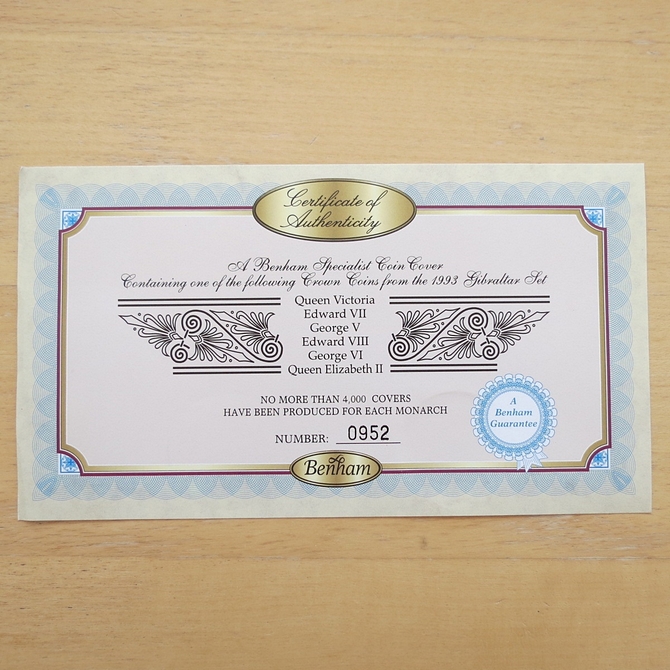 Certificate of
Authenticity
A Benham Specialist Coin Cover
Containing one of the following Crown Coins from the 1993 Gibraltar Set
Queen Victoria
Edward VII
George V
Edward VIII
George VI
Queen Elizabeth II
NO MORE THAN 4,000 COVERS
HAVE BEEN PRODUCED FOR EACH MONARCH
NUMBER: 0952
A
Benham
Guarantee
Benham